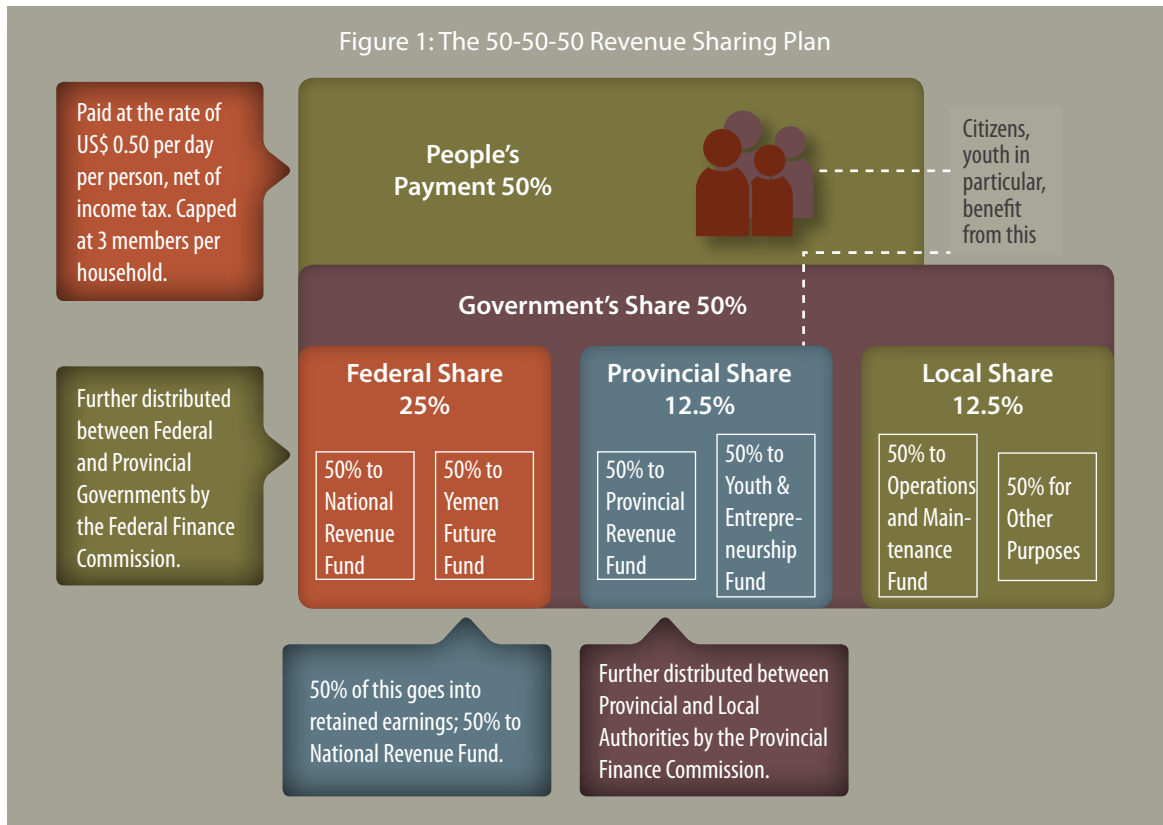 Figure 1: The 50-50-50 Revenue Sharing Plan
Paid at the rate of
US$ 0.50 per day
per person, net of
income tax. Capped
at 3 members per
household.
People's
Payment 50%
Citizens,
youth in
particular,
benefit
from this
Government's Share 50%
Further distributed
between Federal
and Provincial
Governments by
the Federal Finance
Commission.
Federal Share
25%
50% to
National
Revenue
Fund
50% to
Yemen
Future
Fund
Provincial Share
12.5%
50% to
Provincial
Revenue
Fund
50% to
Youth &
Entrepre-
neurship
Fund
Local Share
12.5%
50% to
Operations
and Main-
tenance
Fund
50% for
Other
Purposes
50% of this goes into
retained earnings; 50% to
National Revenue Fund.
Further distributed between
Provincial and Local
Authorities by the Provincial
Finance Commission.